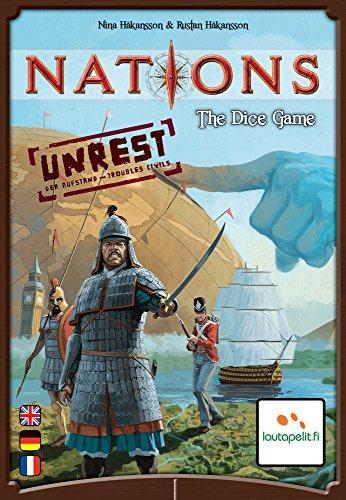 Nina Håkansson & Rustan Håkansson
NATIONS
The Dice Game
UNREST
DER AUFSTAND – TROUBLES CIVILS
lautapelit.fi